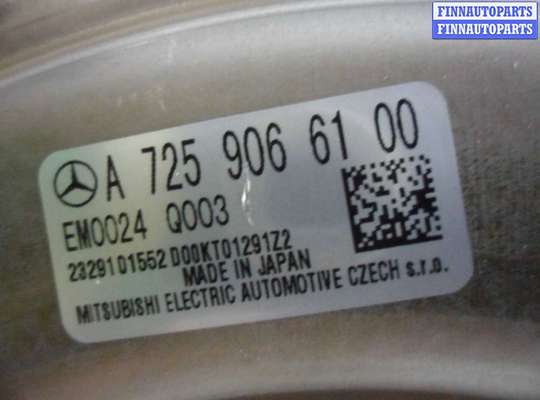 FINNAUTOPARTS
FINNAUTOPARTS
A 725 906 61 00
EM0024 Q003
2329101552 D00KT01291Z2
MADE IN JAPAN
MITSUBISHI ELECTRIC AUTOMOTIVE CZECH s.r.o.